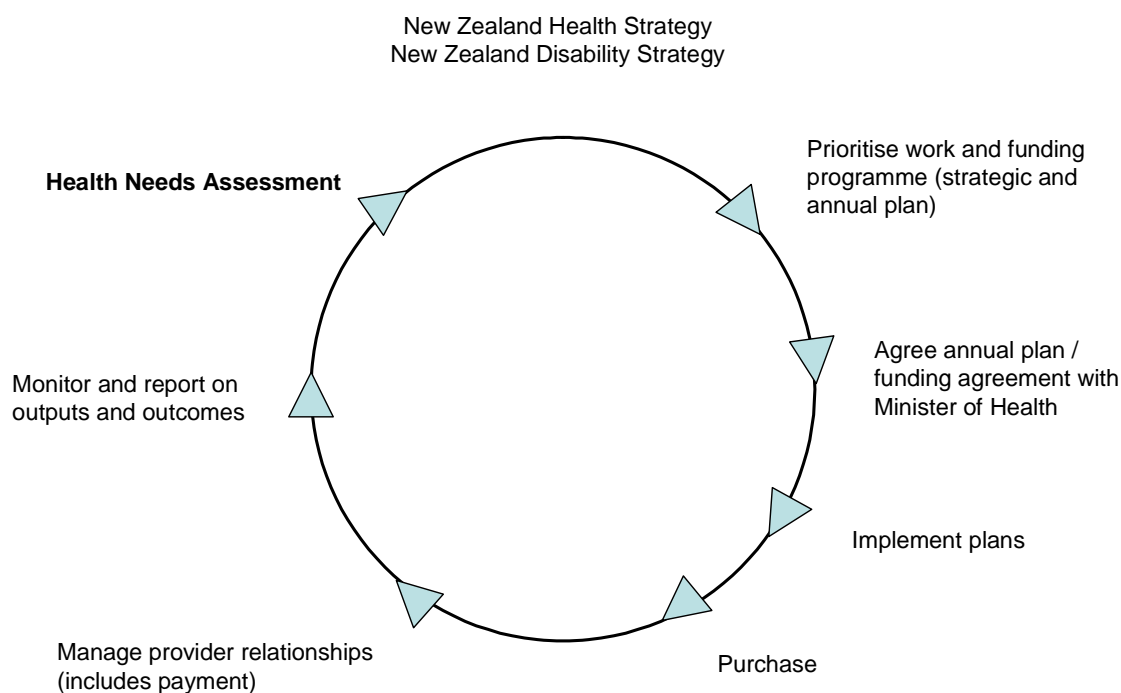 New Zealand Health Strategy
New Zealand Disability Strategy
Prioritise work and funding
programme (strategic and
annual plan)
Agree annual plan /
funding agreement with
Minister of Health
Implement plans
Purchase
Manage provider relationships
(includes payment)
Monitor and report on
outputs and outcomes
Health Needs Assessment